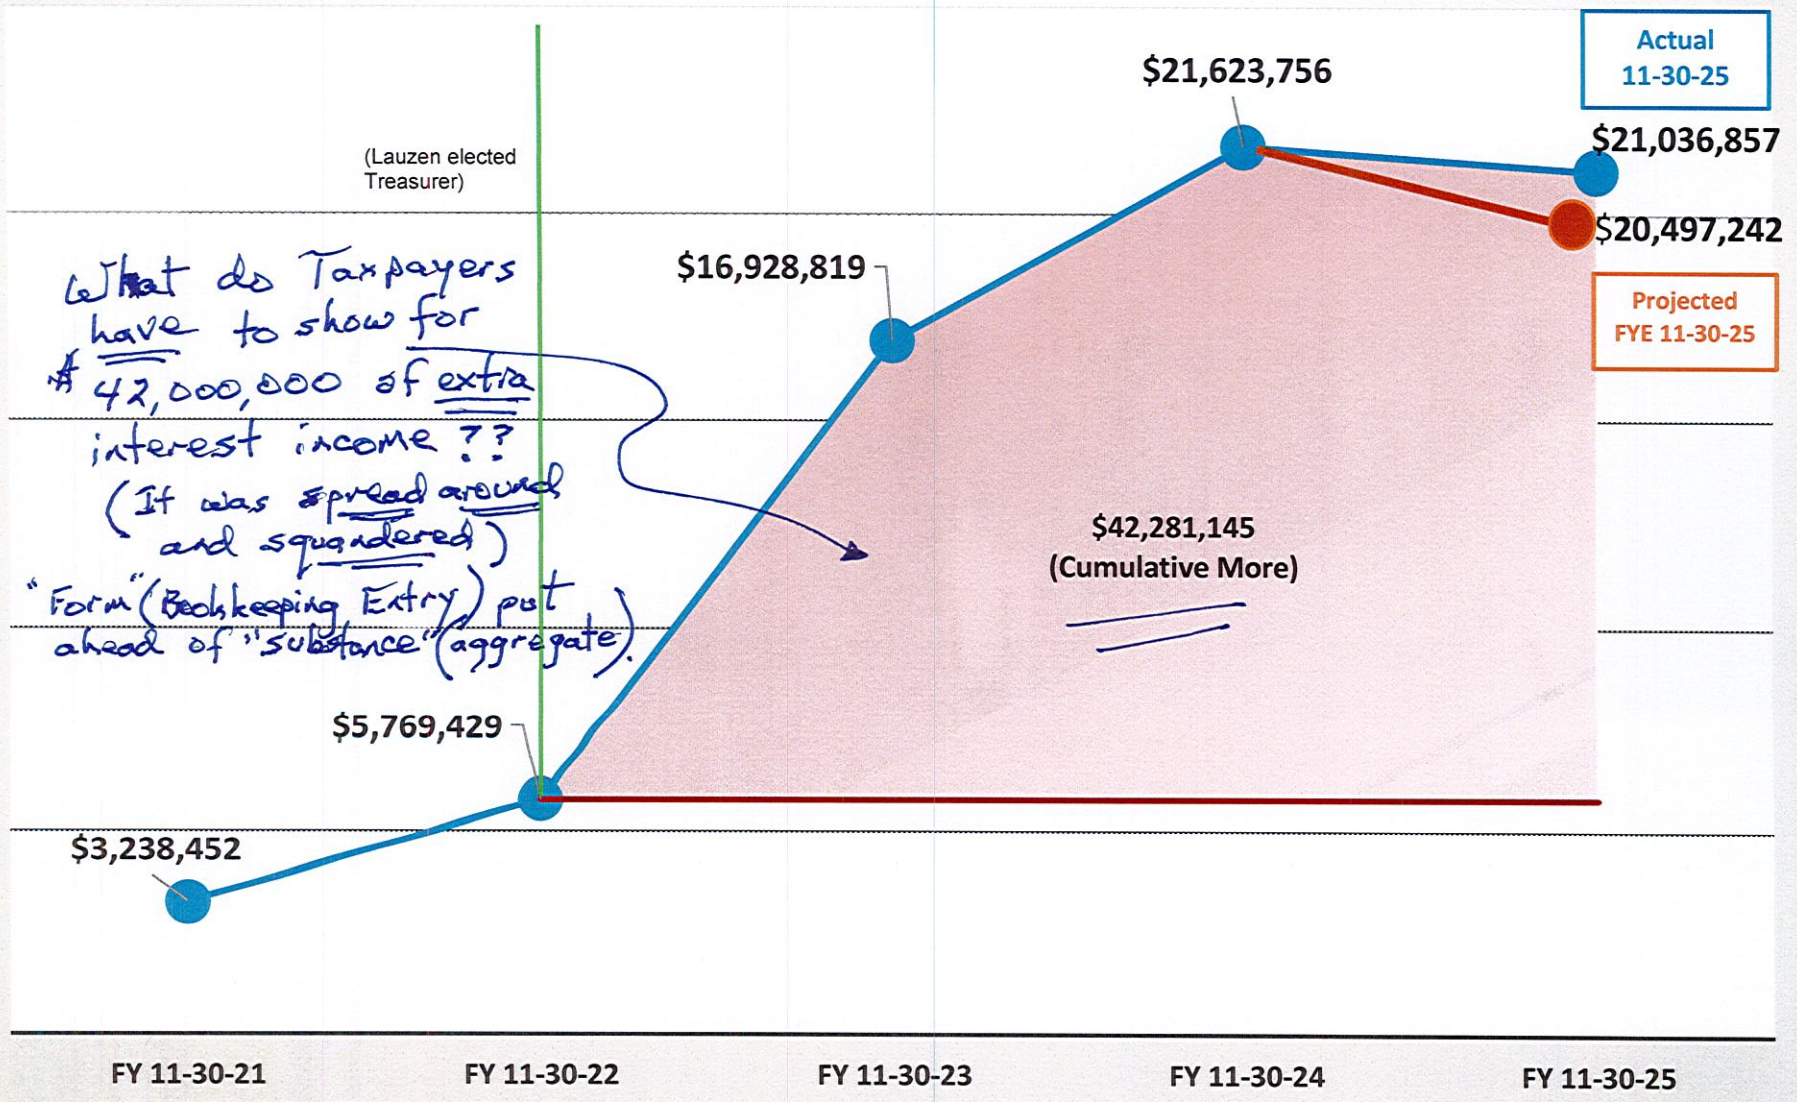 Actual
11-30-25
$21,623,756
$21,036,857
(Lauzen elected
Treasurer)
$20,497,242
What do Taxpayers
have to show for
$42,000,000 of extra
interest income ??
(It was spread around
and squandered)
"Form" (Bookkeeping Entry) put
ahead of "substance" (aggregate).
$16,928,819
Projected
FYE 11-30-25
$42,281,145
(Cumulative More)
$5,769,429
$3,238,452
FY 11-30-21
FY 11-30-22
FY 11-30-23
FY 11-30-24
FY 11-30-25